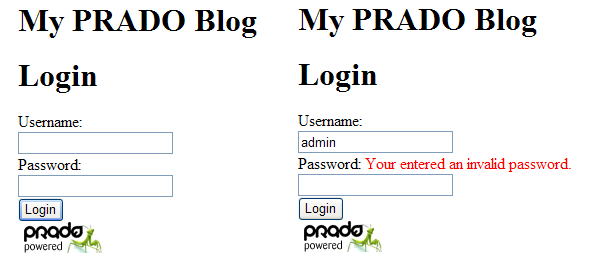 My PRADO Blog
Login
Username:
Password:
Login
prado
powered
My PRADO Blog
Login
Username:
admin
Password: Your entered an invalid password.
Login
prado
powered